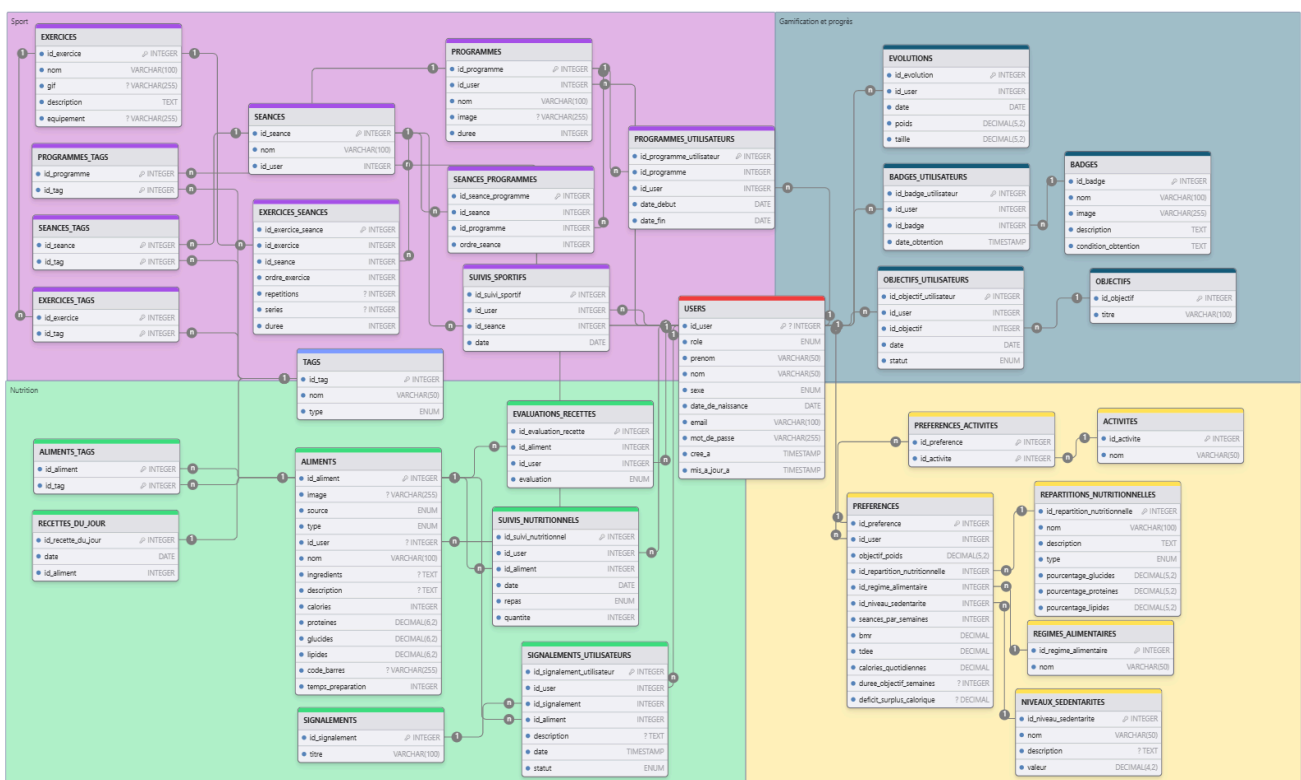 Sport
EXERCICES
id_exercice INTEGER
nom VARCHAR(100)
gif ? VARCHAR(255)
description TEXT
equipement ? VARCHAR(255)
PROGRAMMES_TAGS
id_programme INTEGER
id_tag INTEGER
SEANCES_TAGS
id_seance INTEGER
id_tag INTEGER
EXERCICES_TAGS
id_exercice INTEGER
id_tag INTEGER
SEANCES
id_seance INTEGER
nom VARCHAR(100)
id_user INTEGER
EXERCICES_SEANCES
id_exercice_seance INTEGER
id_exercice INTEGER
id_seance INTEGER
ordre_exercice INTEGER
repetitions ? INTEGER
series ? INTEGER
duree INTEGER
PROGRAMMES
id_programme INTEGER
id_user INTEGER
nom VARCHAR(100)
image ? VARCHAR(255)
duree INTEGER
SEANCES_PROGRAMMES
id_seance_programme INTEGER
id_seance INTEGER
id_programme INTEGER
ordre_seance INTEGER
SUIVIS_SPORTIFS
id_suivi_sportif INTEGER
id_user INTEGER
id_seance INTEGER
date DATE
PROGRAMMES_UTILISATEURS
id_programme_utilisateur INTEGER
id_programme INTEGER
id_user INTEGER
date_debut DATE
date_fin DATE
TAGS
id_tag INTEGER
nom VARCHAR(50)
type ENUM
USERS
id_user ? INTEGER
role ENUM
prenom VARCHAR(50)
nom VARCHAR(50)
sexe ENUM
date_de_naissance DATE
email VARCHAR(100)
mot_de_passe VARCHAR(255)
cree_a TIMESTAMP
mis_a_jour_a TIMESTAMP
Gamification et progrès
EVOLUTIONS
id_evolution INTEGER
id_user INTEGER
date DATE
poids DECIMAL(5,2)
taille DECIMAL(5,2)
BADGES_UTILISATEURS
id_badge_utilisateur INTEGER
id_user INTEGER
id_badge INTEGER
date_obtention TIMESTAMP
BADGES
id_badge INTEGER
nom VARCHAR(100)
image VARCHAR(255)
description TEXT
condition_obtention TEXT
OBJECTIFS_UTILISATEURS
id_objectif_utilisateur INTEGER
id_user INTEGER
id_objectif INTEGER
date DATE
statut ENUM
OBJECTIFS
id_objectif INTEGER
titre VARCHAR(100)
Nutrition
ALIMENTS_TAGS
id_aliment INTEGER
id_tag INTEGER
RECETTES_DU_JOUR
id_recette_du_jour INTEGER
date DATE
id_aliment INTEGER
ALIMENTS
id_aliment INTEGER
image ? VARCHAR(255)
source ENUM
type ENUM
id_user ? INTEGER
nom VARCHAR(100)
ingredients ? TEXT
description ? TEXT
calories INTEGER
proteines DECIMAL(6,2)
glucides DECIMAL(6,2)
lipides DECIMAL(6,2)
code_barres ? VARCHAR(255)
temps_preparation INTEGER
SIGNALEMENTS
id_signalement INTEGER
titre VARCHAR(100)
EVALUATIONS_RECETTES
id_evaluation_recette INTEGER
id_aliment INTEGER
id_user INTEGER
evaluation ENUM
SUIVIS_NUTRITIONNELS
id_suivi_nutritionnel INTEGER
id_user INTEGER
id_aliment INTEGER
date DATE
repas ENUM
quantite INTEGER
SIGNALEMENTS_UTILISATEURS
id_signalement_utilisateur INTEGER
id_user INTEGER
id_signalement INTEGER
id_aliment INTEGER
description ? TEXT
date TIMESTAMP
statut ENUM
PREFERENCES_ACTIVITES
id_preference INTEGER
id_activite INTEGER
ACTIVITES
id_activite INTEGER
nom VARCHAR(50)
PREFERENCES
id_preference INTEGER
id_user INTEGER
objectif_poids DECIMAL(5,2)
id_repartition_nutritionnelle INTEGER
id_regime_alimentaire INTEGER
id_niveau_sedentarite INTEGER
seances_par_semaines INTEGER
bmr DECIMAL
tdee DECIMAL
calories_quotidiennes DECIMAL
duree_objectif_semaines ? INTEGER
deficit_surplus_calorique ? DECIMAL
REPARTITIONS_NUTRITIONNELLES
id_repartition_nutritionnelle INTEGER
nom VARCHAR(100)
description TEXT
type ENUM
pourcentage_glucides DECIMAL(5,2)
pourcentage_proteines DECIMAL(5,2)
pourcentage_lipides DECIMAL(5,2)
REGIMES_ALIMENTAIRES
id_regime_alimentaire INTEGER
nom VARCHAR(50)
NIVEAUX_SEDENTARITES
id_niveau_sedentarite INTEGER
nom VARCHAR(50)
description ? TEXT
valeur DECIMAL(4,2)